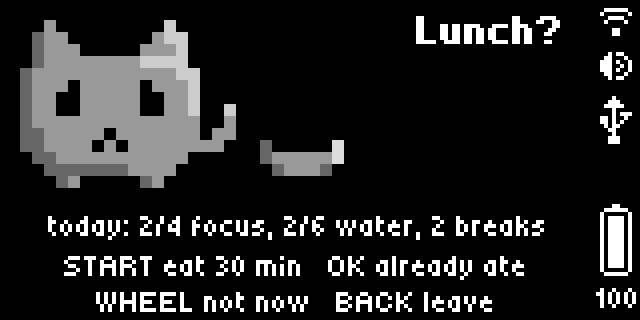 Lunch?
today: 2/4 focus, 2/6 water, 2 breaks
START eat 30 min OK already ate
WHEEL not now BACK leave
100